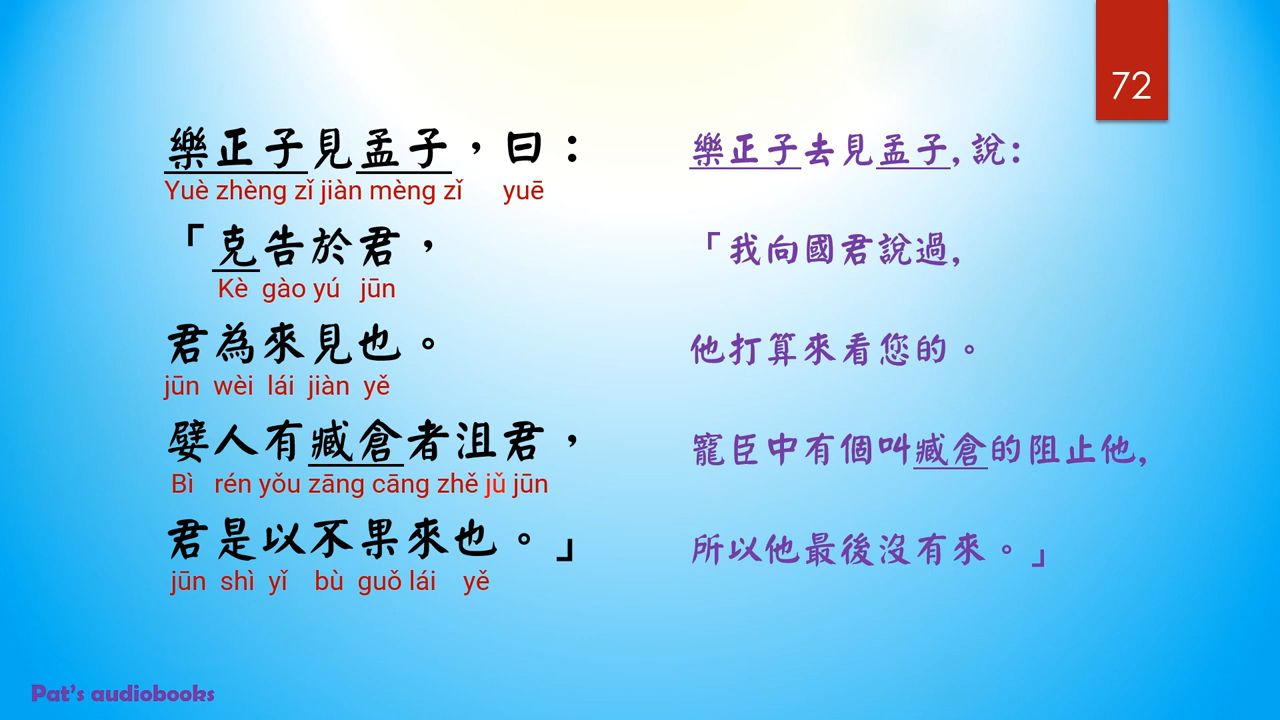 72
樂正子見孟子，曰：
Yuè zhèng zǐ jiàn mèng zǐ yuē
「克告於君，
Kè gào yú jūn
君為來見也。
jūn wèi lái jiàn yě
嬖人有臧倉者沮君，
Bì rén yǒu zāng cāng zhě jǔ jūn
君是以不果來也。」
jūn shì yǐ bù guǒ lái yě
樂正子去見孟子,說:
「我向國君說過,
他打算來看您的。
寵臣中有個叫臧倉的阻止他,
所以他最後沒有來。」
Pat's audiobooks